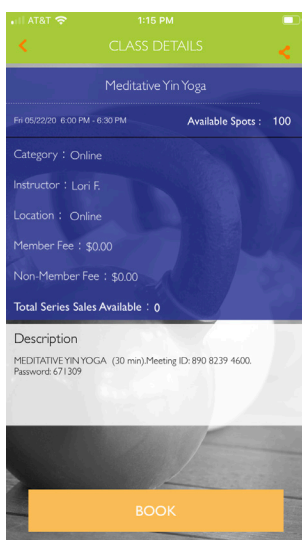 AT&T 1:15 PM
CLASS DETAILS
Meditative Yin Yoga
Fri 05/22/20 6:00 PM - 6:30 PM Available Spots : 100
Category : Online
Instructor : Lori F.
Location : Online
Member Fee : $0.00
Non-Member Fee : $0.00
Total Series Sales Available : 0
Description
MEDITATIVE YIN YOGA (30 min).Meeting ID: 890 8239 4600.
Password: 671309
BOOK